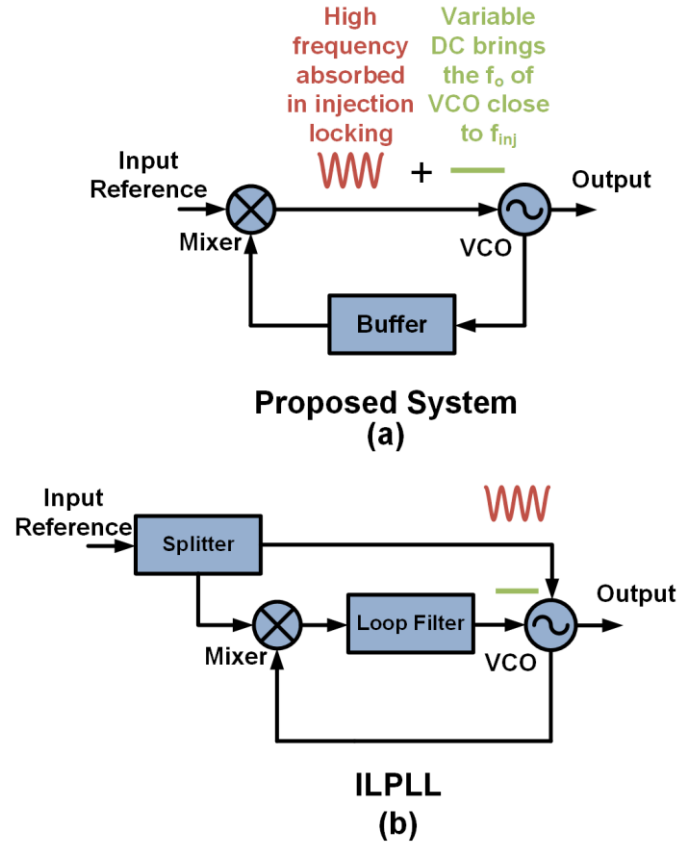 High
frequency
absorbed
in injection
locking
Variable
DC brings
the fo of
VCO close
to finj
+
Input
Reference
Mixer
VCO
Output
Buffer
Proposed System
(a)
Input
Reference
Splitter
Mixer
Loop Filter
VCO
Output
ILPLL
(b)